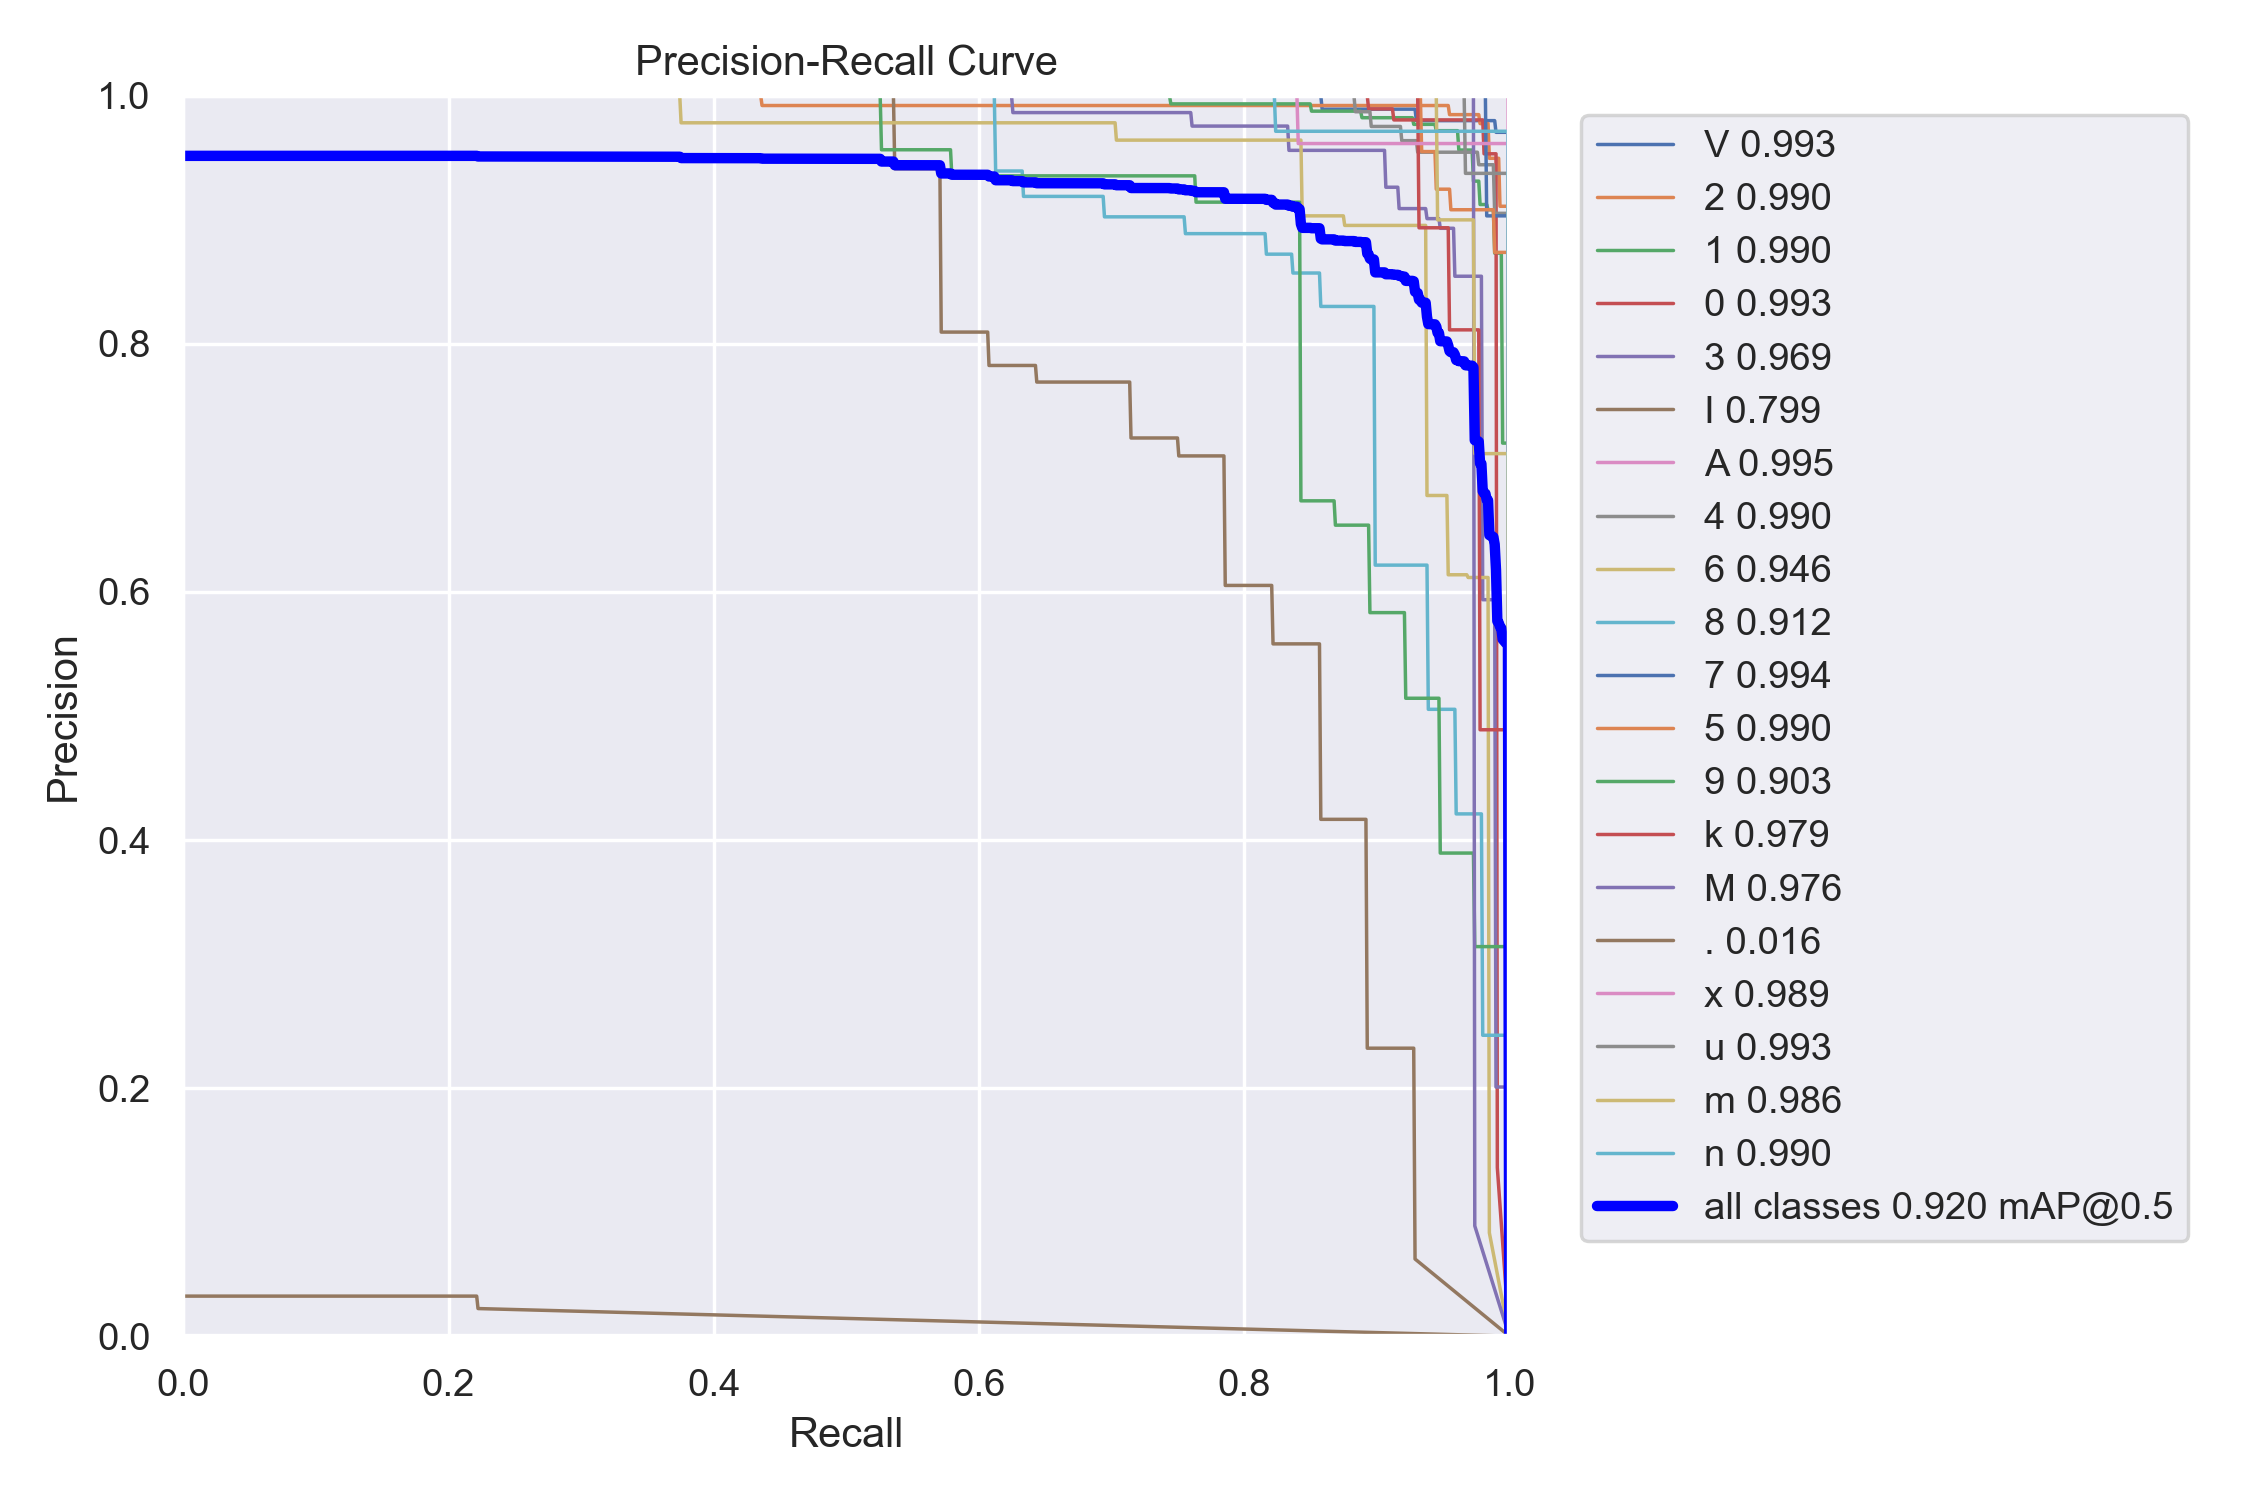 Precision-Recall Curve
1.0
0.8
0.6
0.4
0.2
0.0
Precision
0.0 0.2 0.4 0.6 0.8 1.0
Recall
V 0.993
2 0.990
1 0.990
0 0.993
3 0.969
I 0.799
A 0.995
4 0.990
6 0.946
8 0.912
7 0.994
5 0.990
9 0.903
k 0.979
M 0.976
. 0.016
x 0.989
u 0.993
m 0.986
n 0.990
all classes 0.920 mAP@0.5